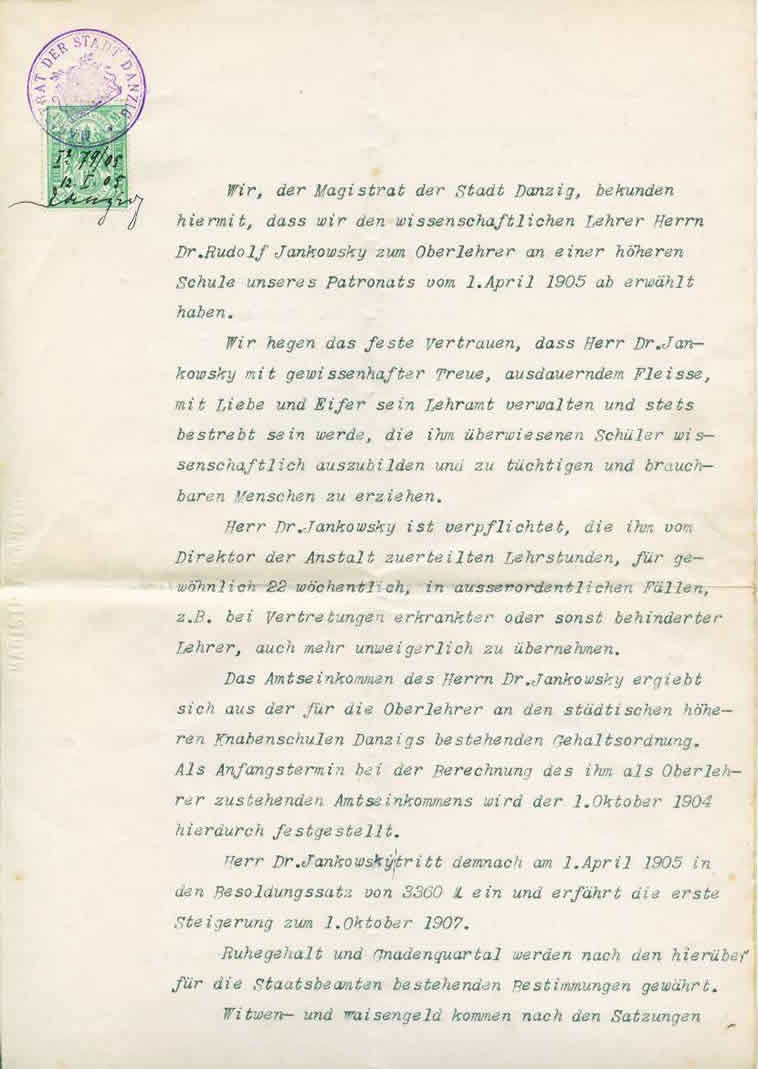 MAGISTRAT DER STADT DANZIG
79/05
12 I. 05
Wir, der Magistrat der Stadt Danzig, bekunden
hiermit, dass wir den wissenschaftlichen Lehrer Herrn
Dr.Rudolf Jankowsky zum Oberlehrer an einer höheren
Schule unseres Patronats vom 1.April 1905 ab erwählt
haben.
Wir hegen das feste Vertrauen, dass Herr Dr.Jan-
kowsky mit gewissenhafter Treue, ausdauerndem Fleisse,
mit Liebe und Eifer sein Lehramt verwalten und stets
bestrebt sein werde, die ihm überwiesenen Schüler wis-
senschaftlich auszubilden und zu tüchtigen und brauch-
baren Menschen zu erziehen.
Herr Dr.Jankowsky ist verpflichtet, die ihm vom
Direktor der Anstalt zuerteilten Lehrstunden, für ge-
wöhnlich 22 wöchentlich, in ausserordentlichen Fällen,
z.B. bei Vertretungen erkrankter oder sonst behinderter
Lehrer, auch mehr unweigerlich zu übernehmen.
Das Amtseinkommen des Herrn Dr.Jankowsky ergiebt
sich aus der für die Oberlehrer an den städtischen höhe-
ren Knabenschulen Danzigs bestehenden Gehaltsordnung.
Als Anfangstermin bei der Berechnung des ihm als Oberleh-
rer zustehenden Amtseinkommens wird der 1.Oktober 1904
hierdurch festgestellt.
Herr Dr.Jankowsky tritt demnach am 1.April 1905 in
den Besoldungssatz von 3360 ℳ ein und erfährt die erste
Steigerung zum 1.Oktober 1907.
Ruhegehalt und Gnadenquartal werden nach den hierüber
für die Staatsbeamten bestehenden Bestimmungen gewährt.
Witwen- und Waisengeld kommen nach den Satzungen